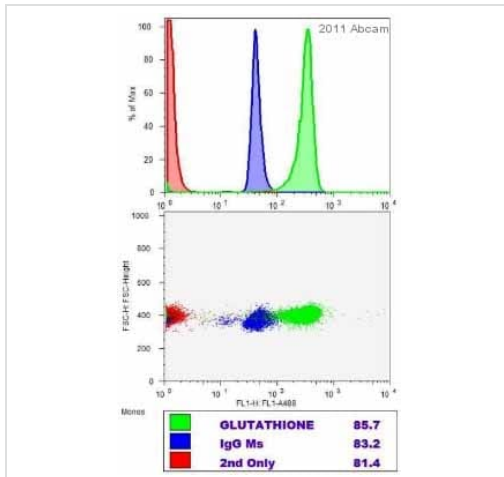 2011 Abcam
% of Max
100
80
60
40
20
0
10^0 10^1 10^2 10^3 10^4
FSC-H: FSC-Height
1000
800
600
400
200
0
10^0 10^1 10^2 10^3 10^4
FL1-H: FL1-A488
Monos
GLUTATHIONE 85.7
IgG Ms 83.2
2nd Only 81.4